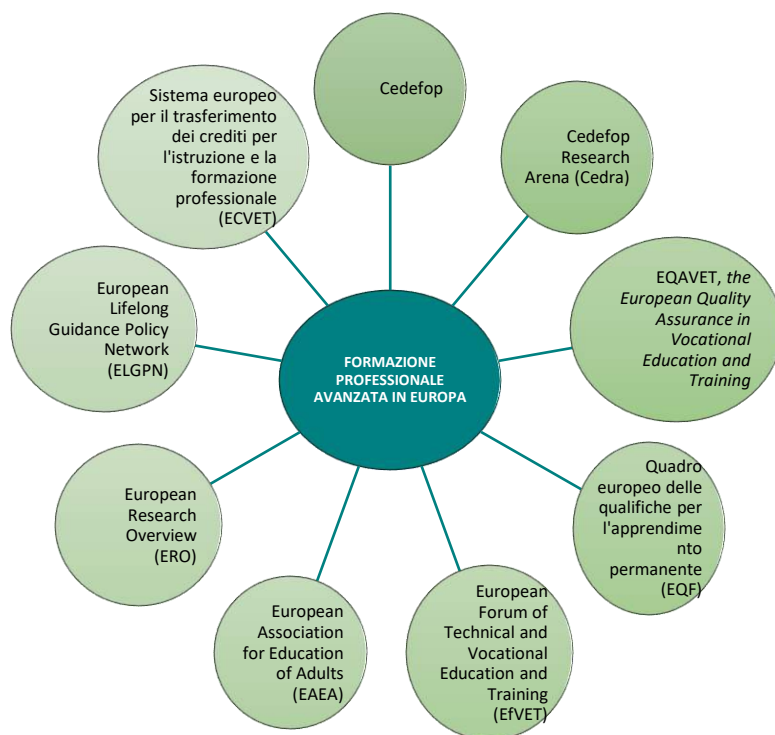 Cedefop
Cedefop
Research
Arena (Cedra)
EQAVET, the
European Quality
Assurance in
Vocational
Education and
Training
Quadro
europeo delle
qualifiche per
l'apprendime
nto
permanente
(EQF)
European
Forum of
Technical and
Vocational
Education and
Training
(EfVET)
European
Association
for Education
of Adults
(EAEA)
European
Research
Overview
(ERO)
European
Lifelong
Guidance Policy
Network
(ELGPN)
Sistema europeo
per il trasferimento
dei crediti per
l'istruzione e la
formazione
professionale
(ECVET)
FORMAZIONE
PROFESSIONALE
AVANZATA IN EUROPA